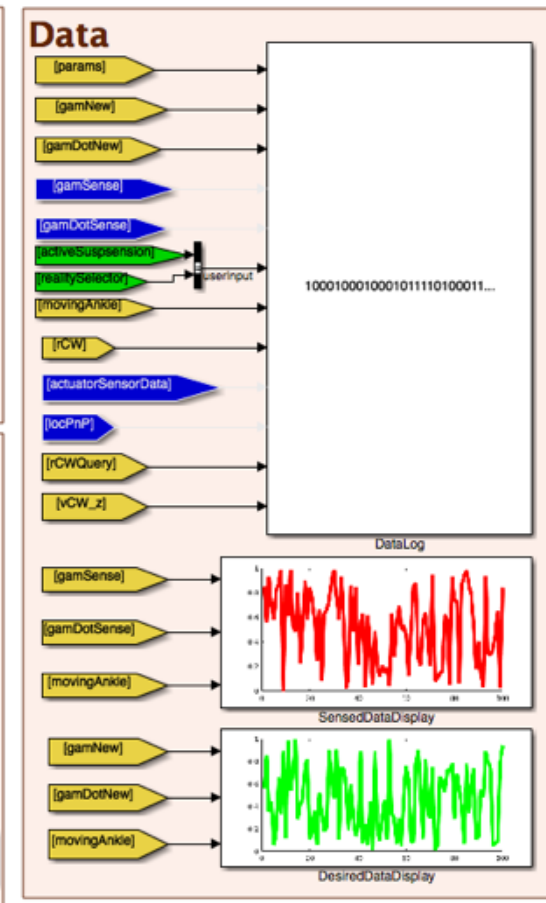 Data
[params]
[gamNew]
[gamDotNew]
[gamSense]
[gamDotSense]
[activeSuspsension]
[realitySelector]
userInput
[movingAnkle]
[rCW]
[actuatorSensorData]
[locPnP]
[rCWQuery]
[vCW_z]
1000100010001011110100011...
DataLog
[gamSense]
[gamDotSense]
[movingAnkle]
SensedDataDisplay
[gamNew]
[gamDotNew]
[movingAnkle]
DesiredDataDisplay